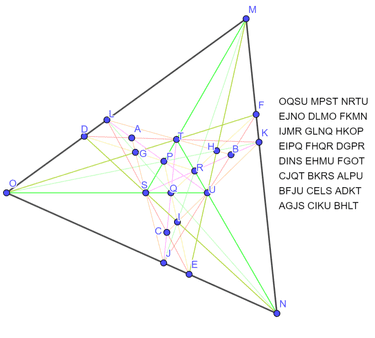 M
L
F
D
A
T
K
G
P
H
B
R
O
S
Q
U
I
C
J
E
N
OQSU MPST NRTU
EJNO DLMO FKMN
IJMR GLNQ HKOP
EIPQ FHQR DGPR
DINS EHMU FGOT
CJQT BKRS ALPU
BFJU CELS ADKT
AGJS CIKU BHLT